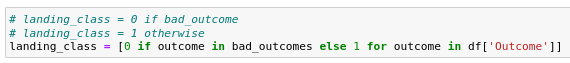 # landing_class = 0 if bad_outcome
# landing_class = 1 otherwise
landing_class = [0 if outcome in bad_outcomes else 1 for outcome in df['Outcome']]